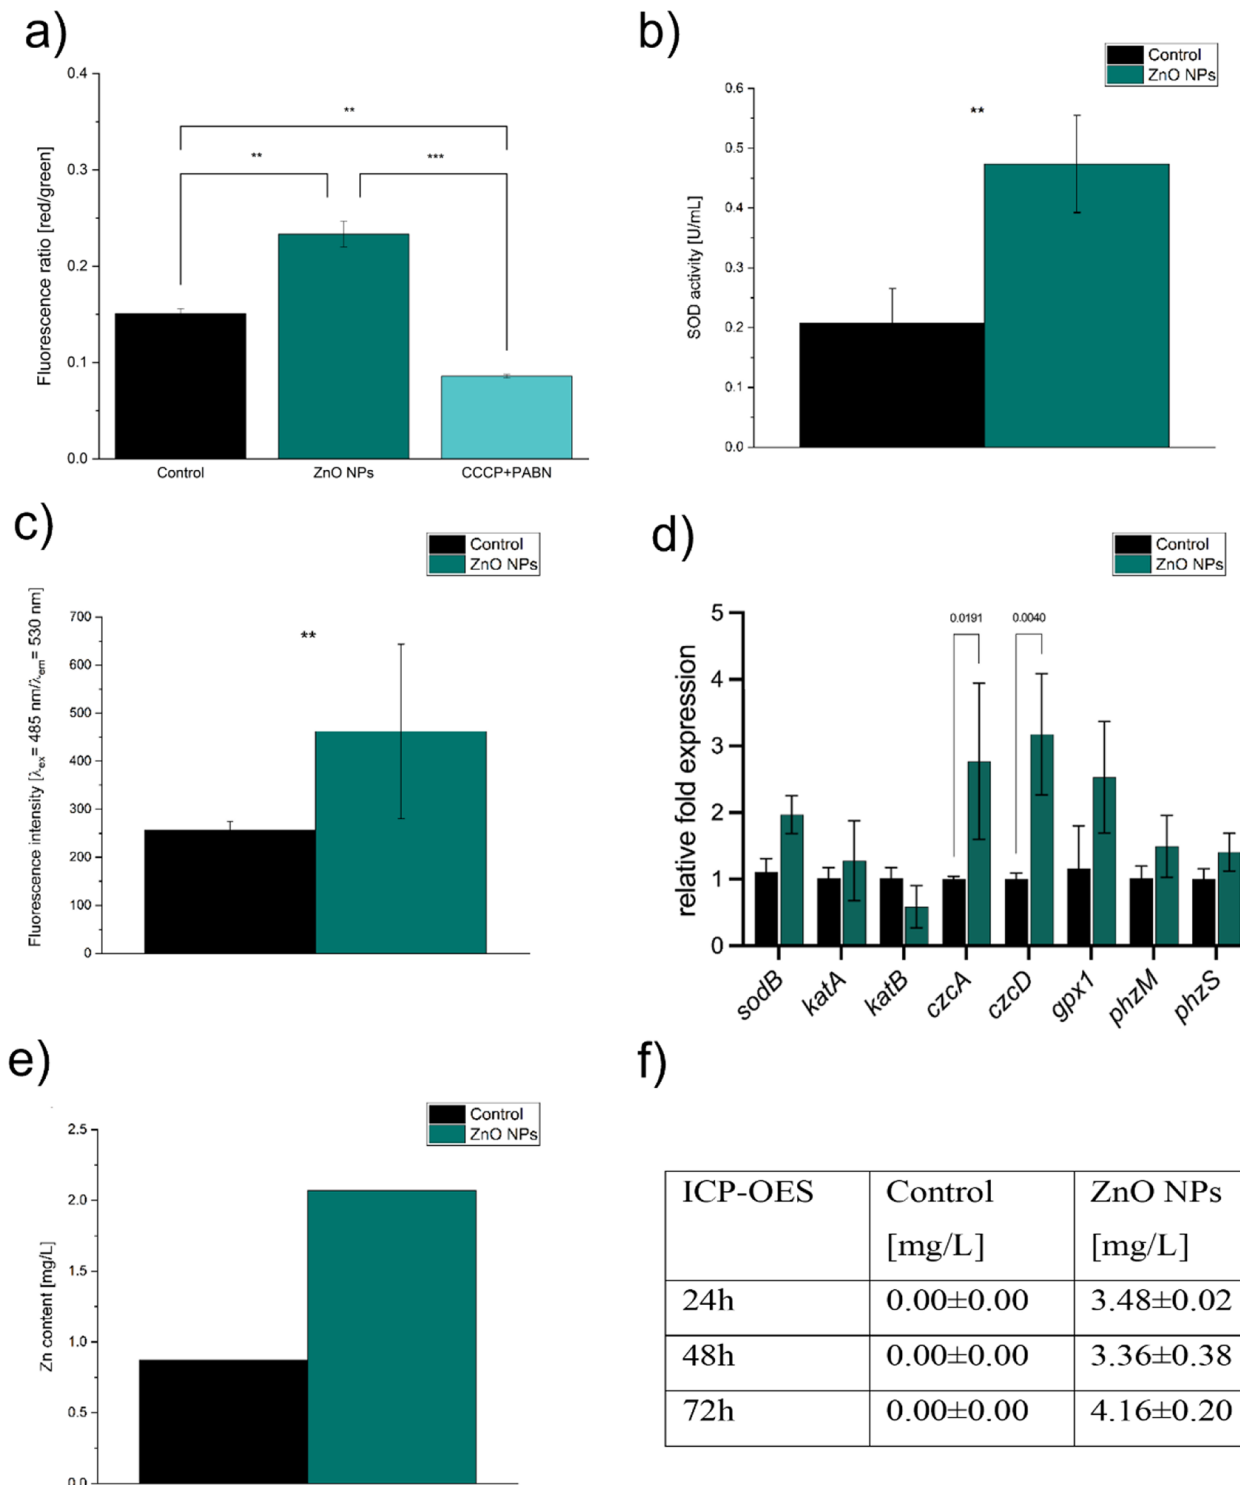 a)
0.4
0.3
0.2
0.1
0.0
Fluorescence ratio [red/green]
**
**
***
Control
ZnO NPs
CCCP+PABN
b)
Control
ZnO NPs
0.6
0.5
0.4
0.3
0.2
0.1
0.0
SOD activity [U/mL]
**
c)
Control
ZnO NPs
700
600
500
450
400
350
300
250
200
100
0
Fluorescence intensity [λex= 485 nm/λem= 530 nm]
**
d)
Control
ZnO NPs
5
4
3
2
1
0
relative fold expression
0.0191
0.0040
sodB
katA
katB
czcA
czcD
gpx1
phzM
phzS
e)
Control
ZnO NPs
2.5
2.0
1.5
1.0
0.5
0.0
Zn content [mg/L]
f)
ICP-OES Control [mg/L] ZnO NPs [mg/L]
24h 0.00±0.00 3.48±0.02
48h 0.00±0.00 3.36±0.38
72h 0.00±0.00 4.16±0.20